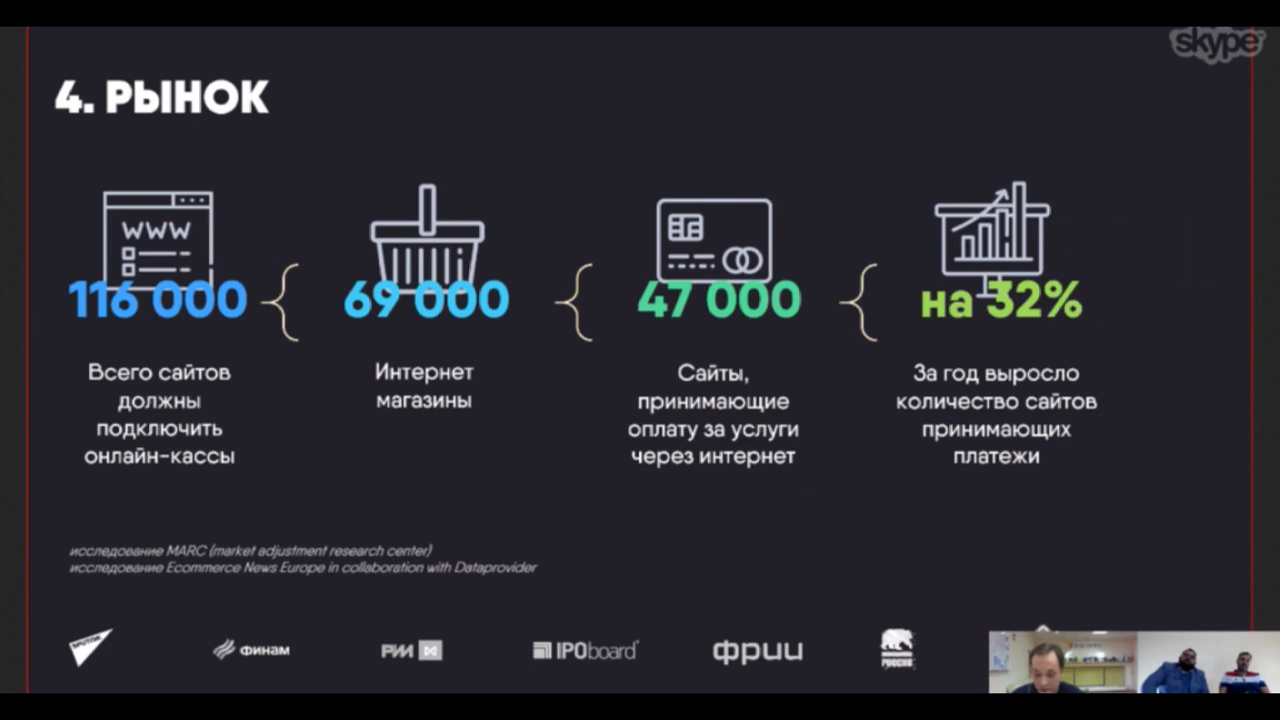 skype
4. РЫНОК
WWW
116 000
69 000
47 000
на 32%
Всего сайтов
должны
подключить
онлайн-кассы
Интернет
магазины
Сайты,
принимающие
оплату за услуги
через интернет
За год выросло
количество сайтов
принимающих
платежи
исследование MARC (market adjustment research center)
исследование Ecommerce News Europe in collaboration with Dataprovider
SPUTNIK
ФИНАМ
РИИ
IPOboard
фрии
РОССИЯ